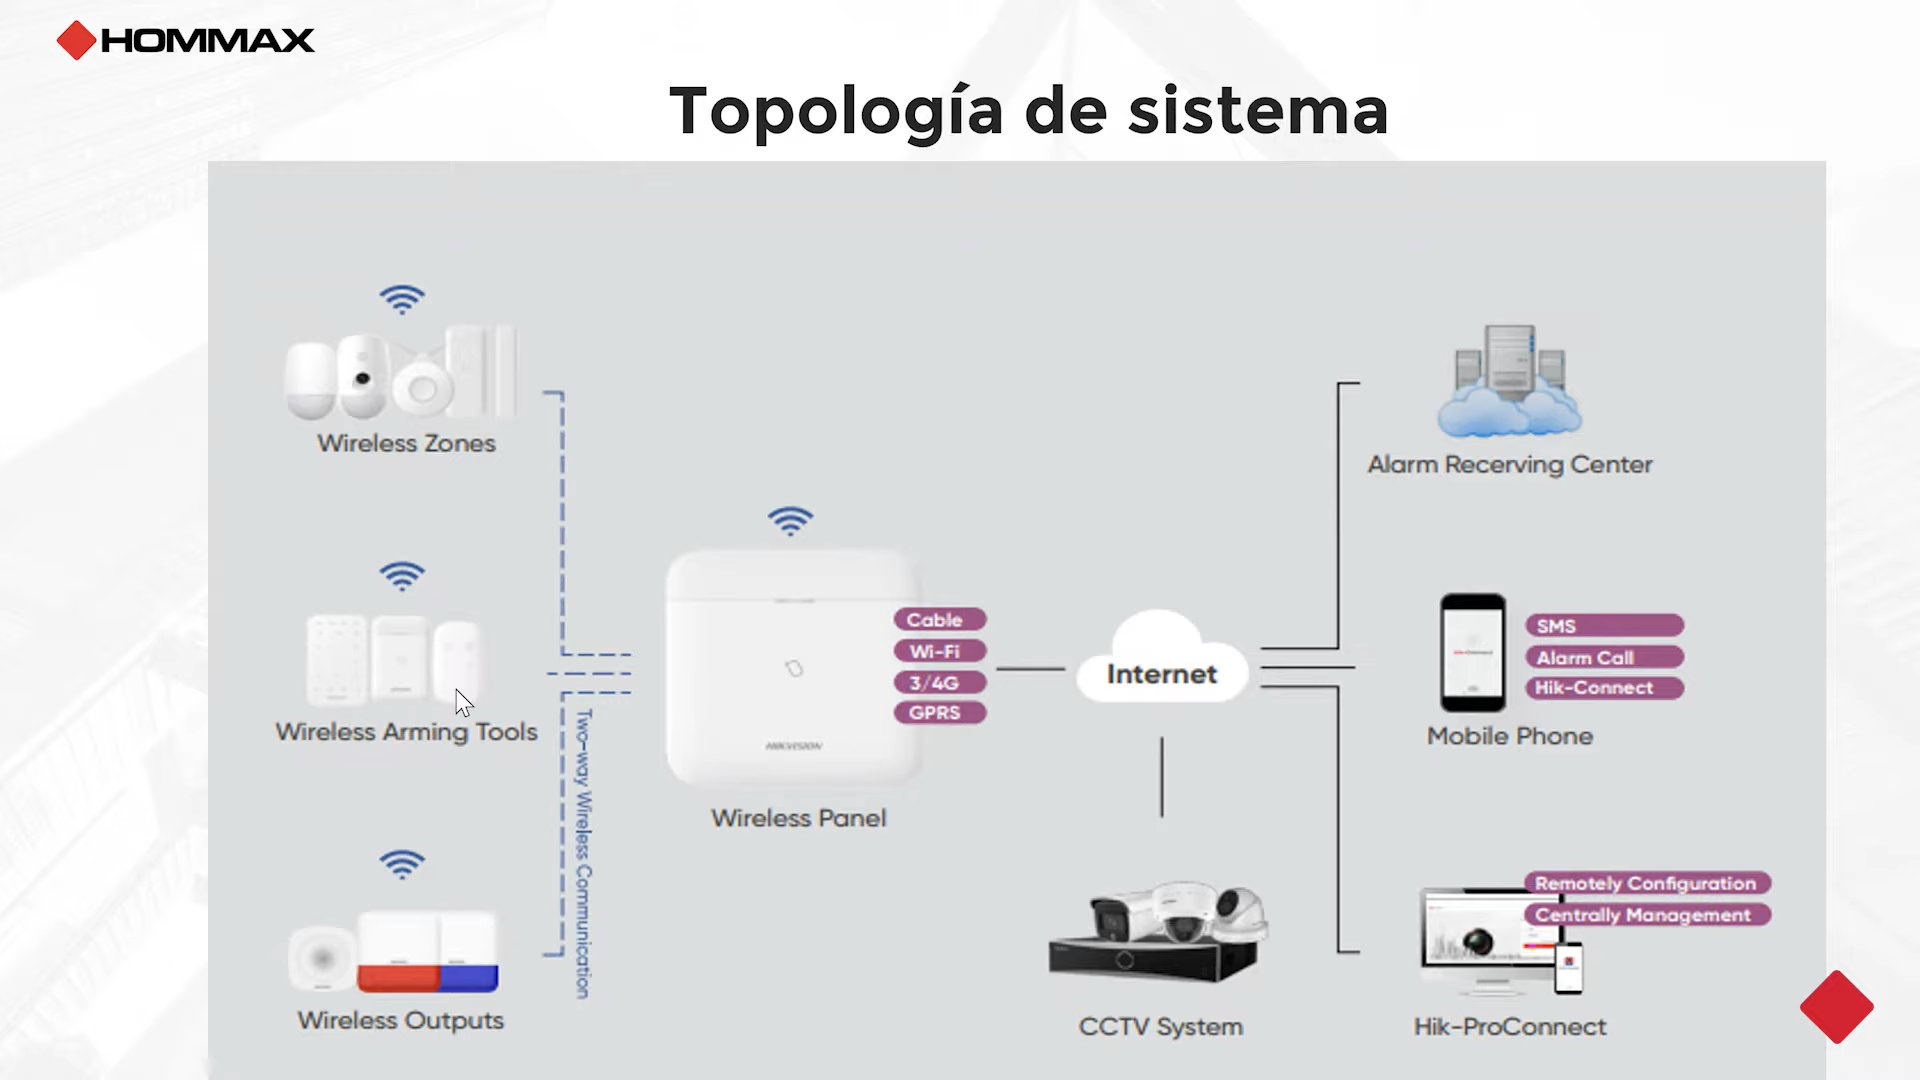 HOMMAX
Topología de sistema
Wireless Zones
Wireless Arming Tools
Wireless Outputs
Two-way Wireless Communication
HIKVISION
Wireless Panel
Cable
Wi-Fi
3/4G
GPRS
Internet
CCTV System
Alarm Recerving Center
SMS
Alarm Call
Hik-Connect
Mobile Phone
Remotely Configuration
Centrally Management
Hik-ProConnect